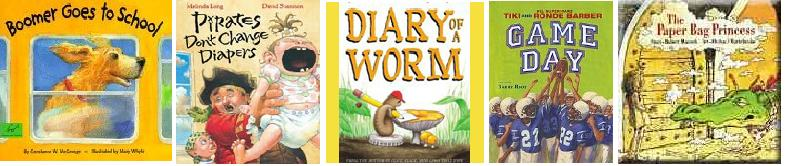 Boomer Goes to School
By Constance W. McGeorge Illustrated by Mary Whyte
Melinda Long David Shannon
Pirates
Don't Change
Diapers
DIARY OF A
WORM
TIKI AND RONDE BARBER
GAME
DAY
The
Paper Bag Princess